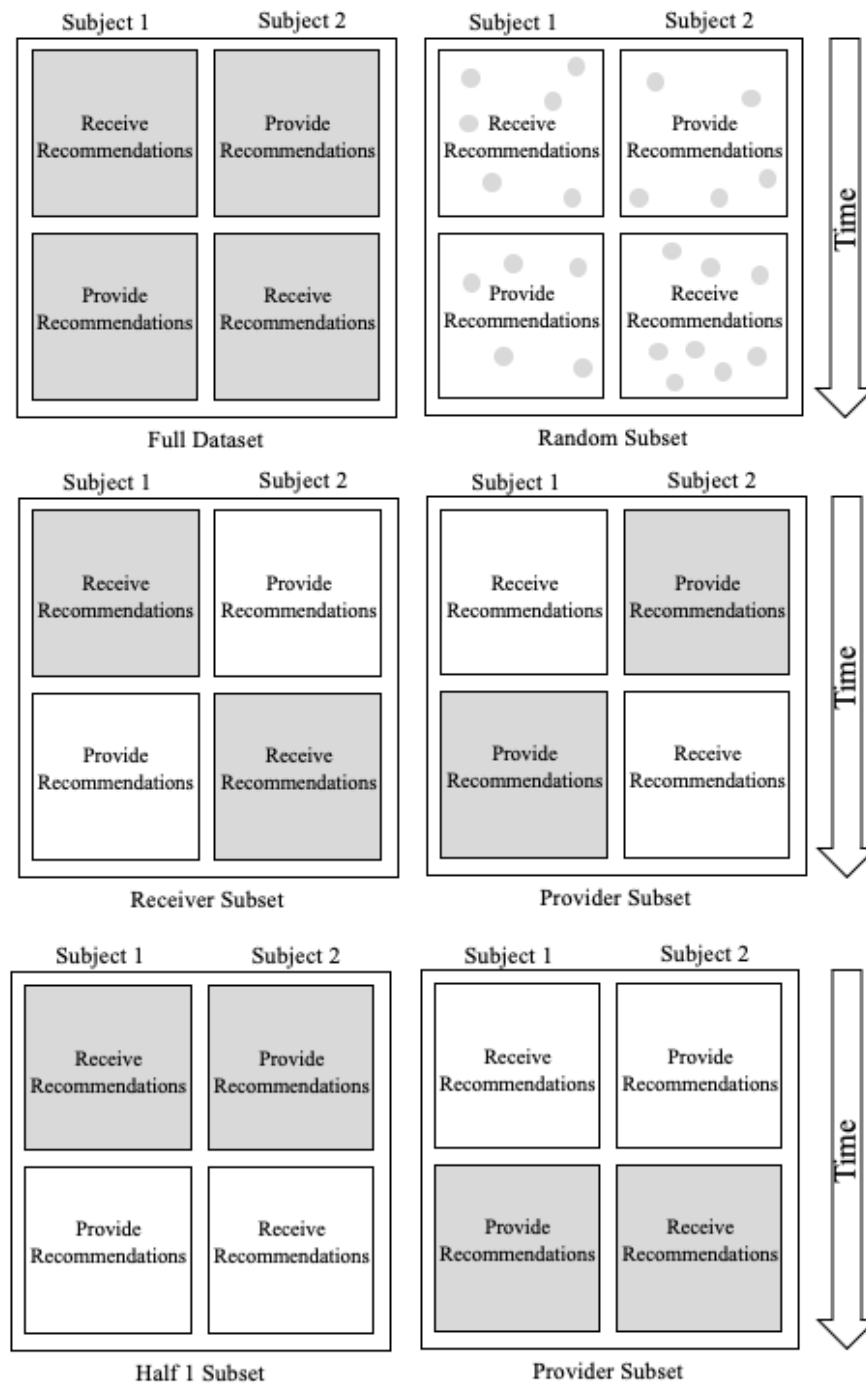 Subject 1
Subject 2
Receive
Recommendations
Provide
Recommendations
Provide
Recommendations
Receive
Recommendations
Full Dataset
Subject 1
Subject 2
Receive
Recommendations
Provide
Recommendations
Provide
Recommendations
Receive
Recommendations
Random Subset
Time
Subject 1
Subject 2
Receive
Recommendations
Provide
Recommendations
Provide
Recommendations
Receive
Recommendations
Receiver Subset
Subject 1
Subject 2
Receive
Recommendations
Provide
Recommendations
Provide
Recommendations
Receive
Recommendations
Provider Subset
Time
Subject 1
Subject 2
Receive
Recommendations
Provide
Recommendations
Provide
Recommendations
Receive
Recommendations
Half 1 Subset
Subject 1
Subject 2
Receive
Recommendations
Provide
Recommendations
Provide
Recommendations
Receive
Recommendations
Provider Subset
Time